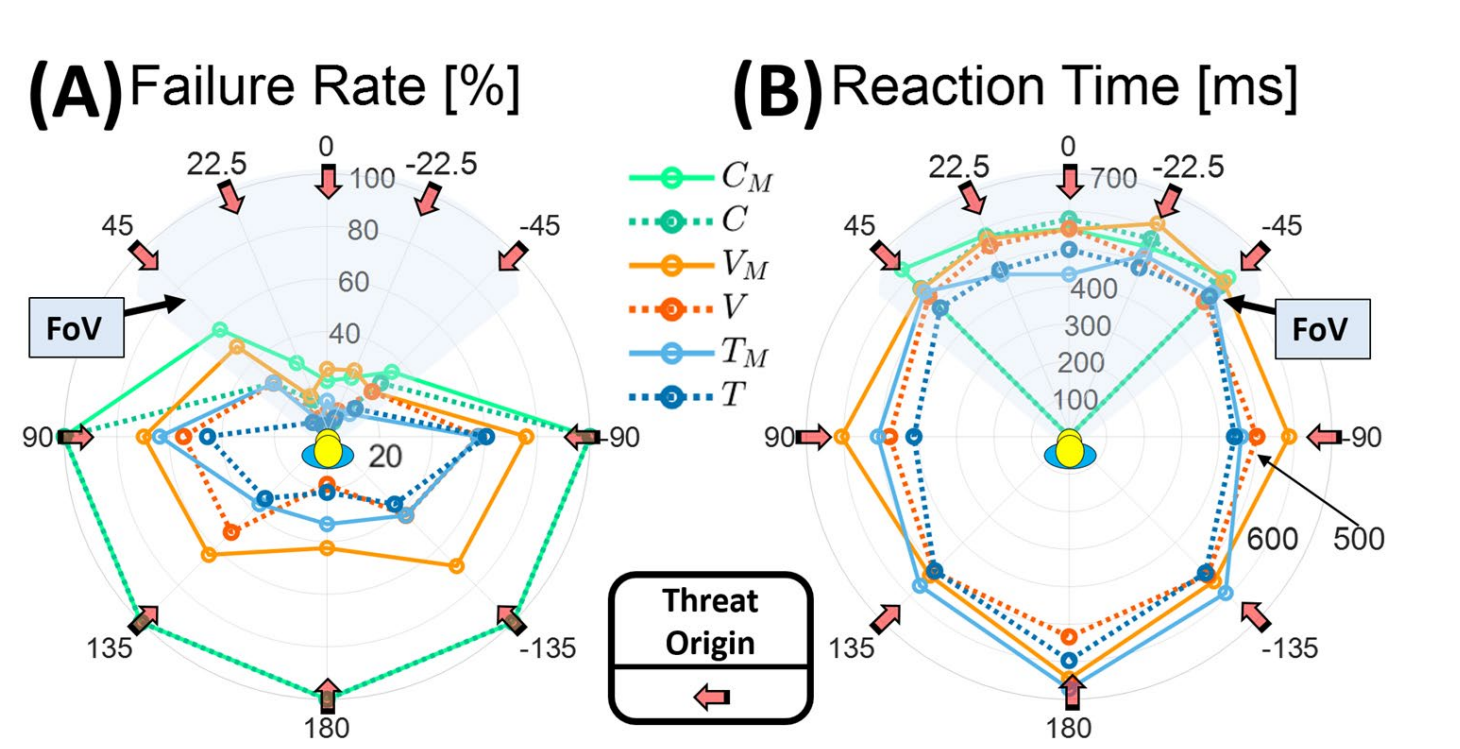 (A) Failure Rate [%]
0
22.5
-22.5
45
-45
90
-90
135
-135
180
100
80
60
40
20
FoV
C_M
C
V_M
V
T_M
T
Threat
Origin
(B) Reaction Time [ms]
0
22.5
-22.5
45
-45
90
-90
135
-135
180
700
400
300
200
100
600
500
FoV